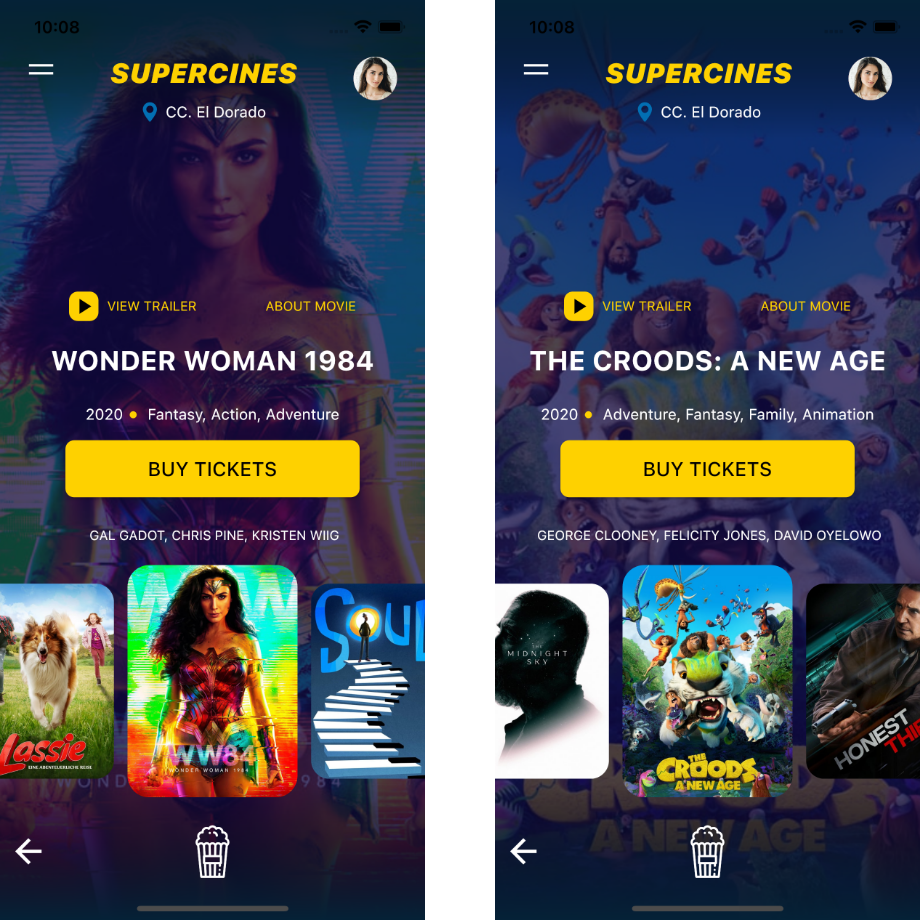 10:08
SUPERCINES
CC. El Dorado
VIEW TRAILER
ABOUT MOVIE
WONDER WOMAN 1984
2020 • Fantasy, Action, Adventure
BUY TICKETS
GAL GADOT, CHRIS PINE, KRISTEN WIIG
Lassie
EINE ABENTEUERLICHE REISE
WW84
WONDER WOMAN 1984
SOUL
10:08
SUPERCINES
CC. El Dorado
VIEW TRAILER
ABOUT MOVIE
THE CROODS: A NEW AGE
2020 • Adventure, Fantasy, Family, Animation
BUY TICKETS
GEORGE CLOONEY, FELICITY JONES, DAVID OYELOWO
THE
MIDNIGHT
SKY
THE
CROODS
A NEW AGE
HONEST
THI
CROODS
A NEW AGE